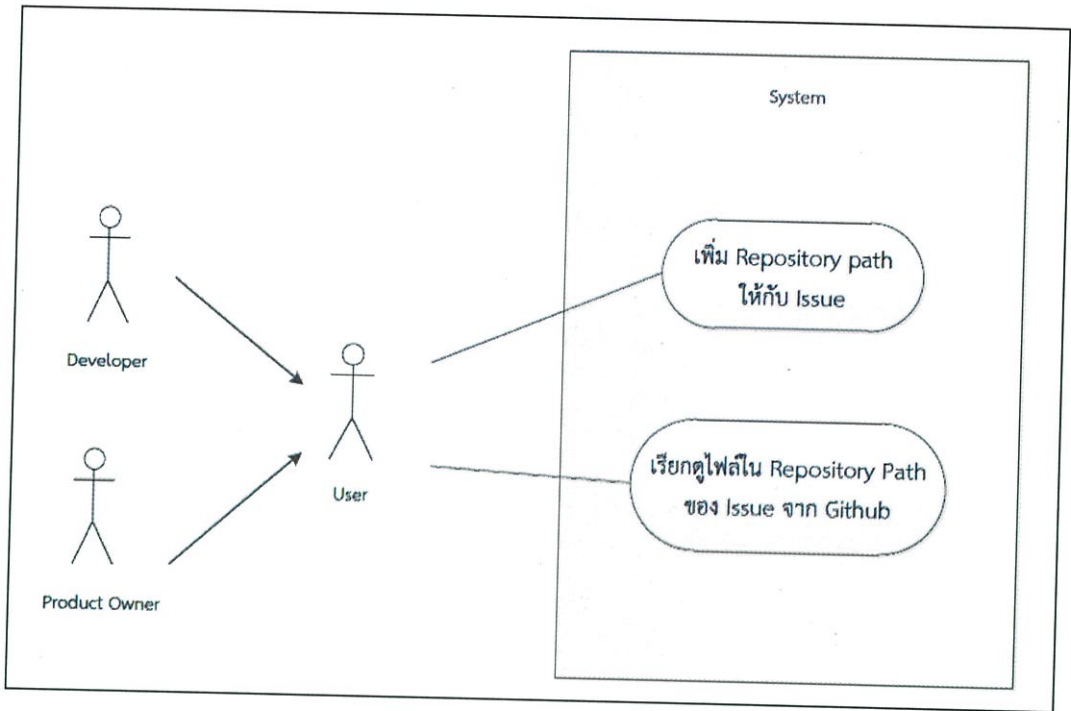 System
เพิ่ม Repository path
ให้กับ Issue
Developer
เรียกดูไฟล์ใน Repository Path
ของ Issue จาก Github
User
Product Owner